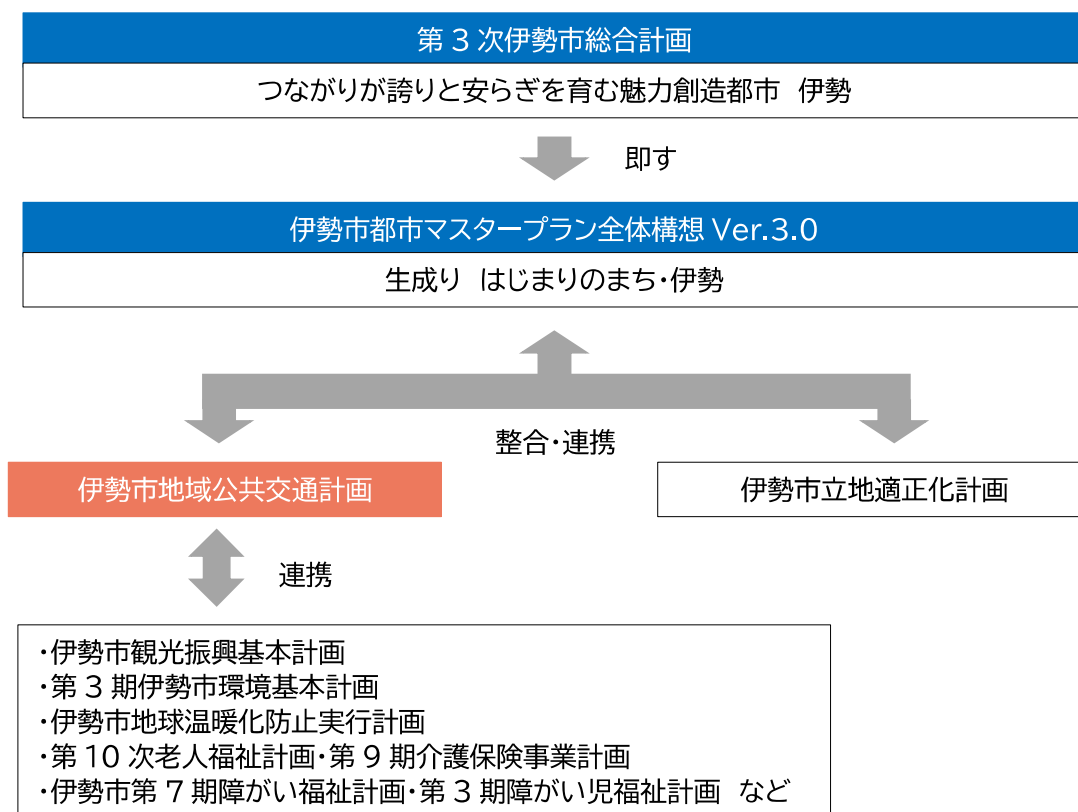 第3次伊勢市総合計画
つながりが誇りと安らぎを育む魅力創造都市　伊勢
即す
伊勢市都市マスタープラン全体構想 Ver.3.0
生成り　はじまりのまち・伊勢
整合・連携
伊勢市地域公共交通計画
伊勢市立地適正化計画
連携
・伊勢市観光振興基本計画
・第3期伊勢市環境基本計画
・伊勢市地球温暖化防止実行計画
・第10次老人福祉計画・第9期介護保険事業計画
・伊勢市第7期障がい福祉計画・第3期障がい児福祉計画　など